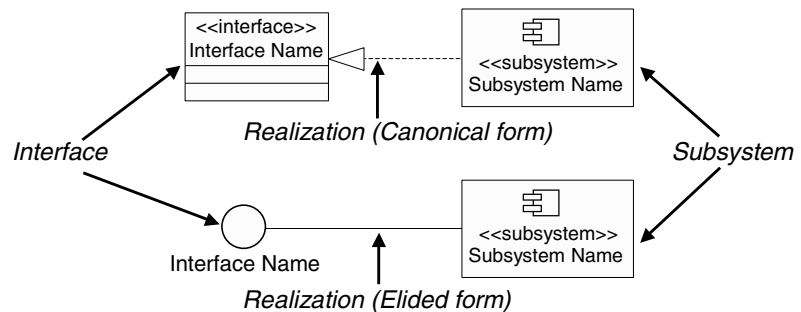 <<interface>>
Interface Name
<<subsystem>>
Subsystem Name
Realization (Canonical form)
Interface
Subsystem
<<subsystem>>
Subsystem Name
Interface Name
Realization (Elided form)